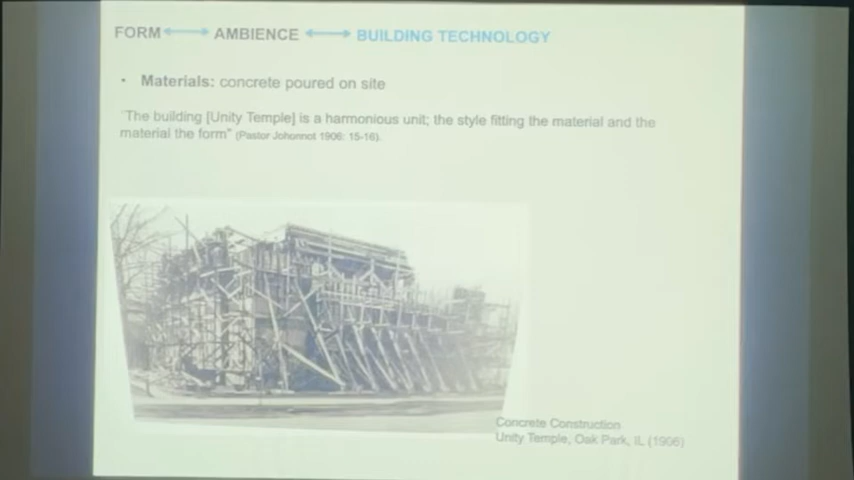 FORM AMBIENCE BUILDING TECHNOLOGY
• Materials: concrete poured on site
"The building [Unity Temple] is a harmonious unit; the style fitting the material and the
material the form" (Pastor Johonnot 1906: 15-16).
Concrete Construction
Unity Temple, Oak Park, IL (1906)